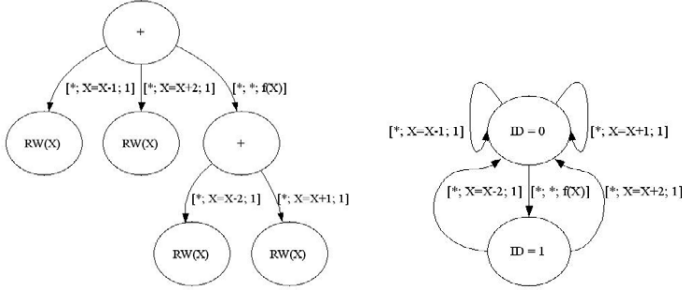 +
[*; X=X-1; 1] [*; X=X+2; 1] [*; *; f(X)]
RW(X) RW(X) +
[*; X=X-2; 1] [*; X=X+1; 1]
RW(X) RW(X)
[*; X=X-1; 1] ID = 0 [*; X=X+1; 1]
[*; X=X-2; 1] [*; *; f(X)] [*; X=X+2; 1]
ID = 1